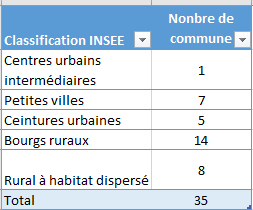 Nonbre de
Classification INSEE commune
Centres urbains
intermédiaires 1
Petites villes 7
Ceintures urbaines 5
Bourgs ruraux 14
Rural à habitat dispersé 8
Total 35